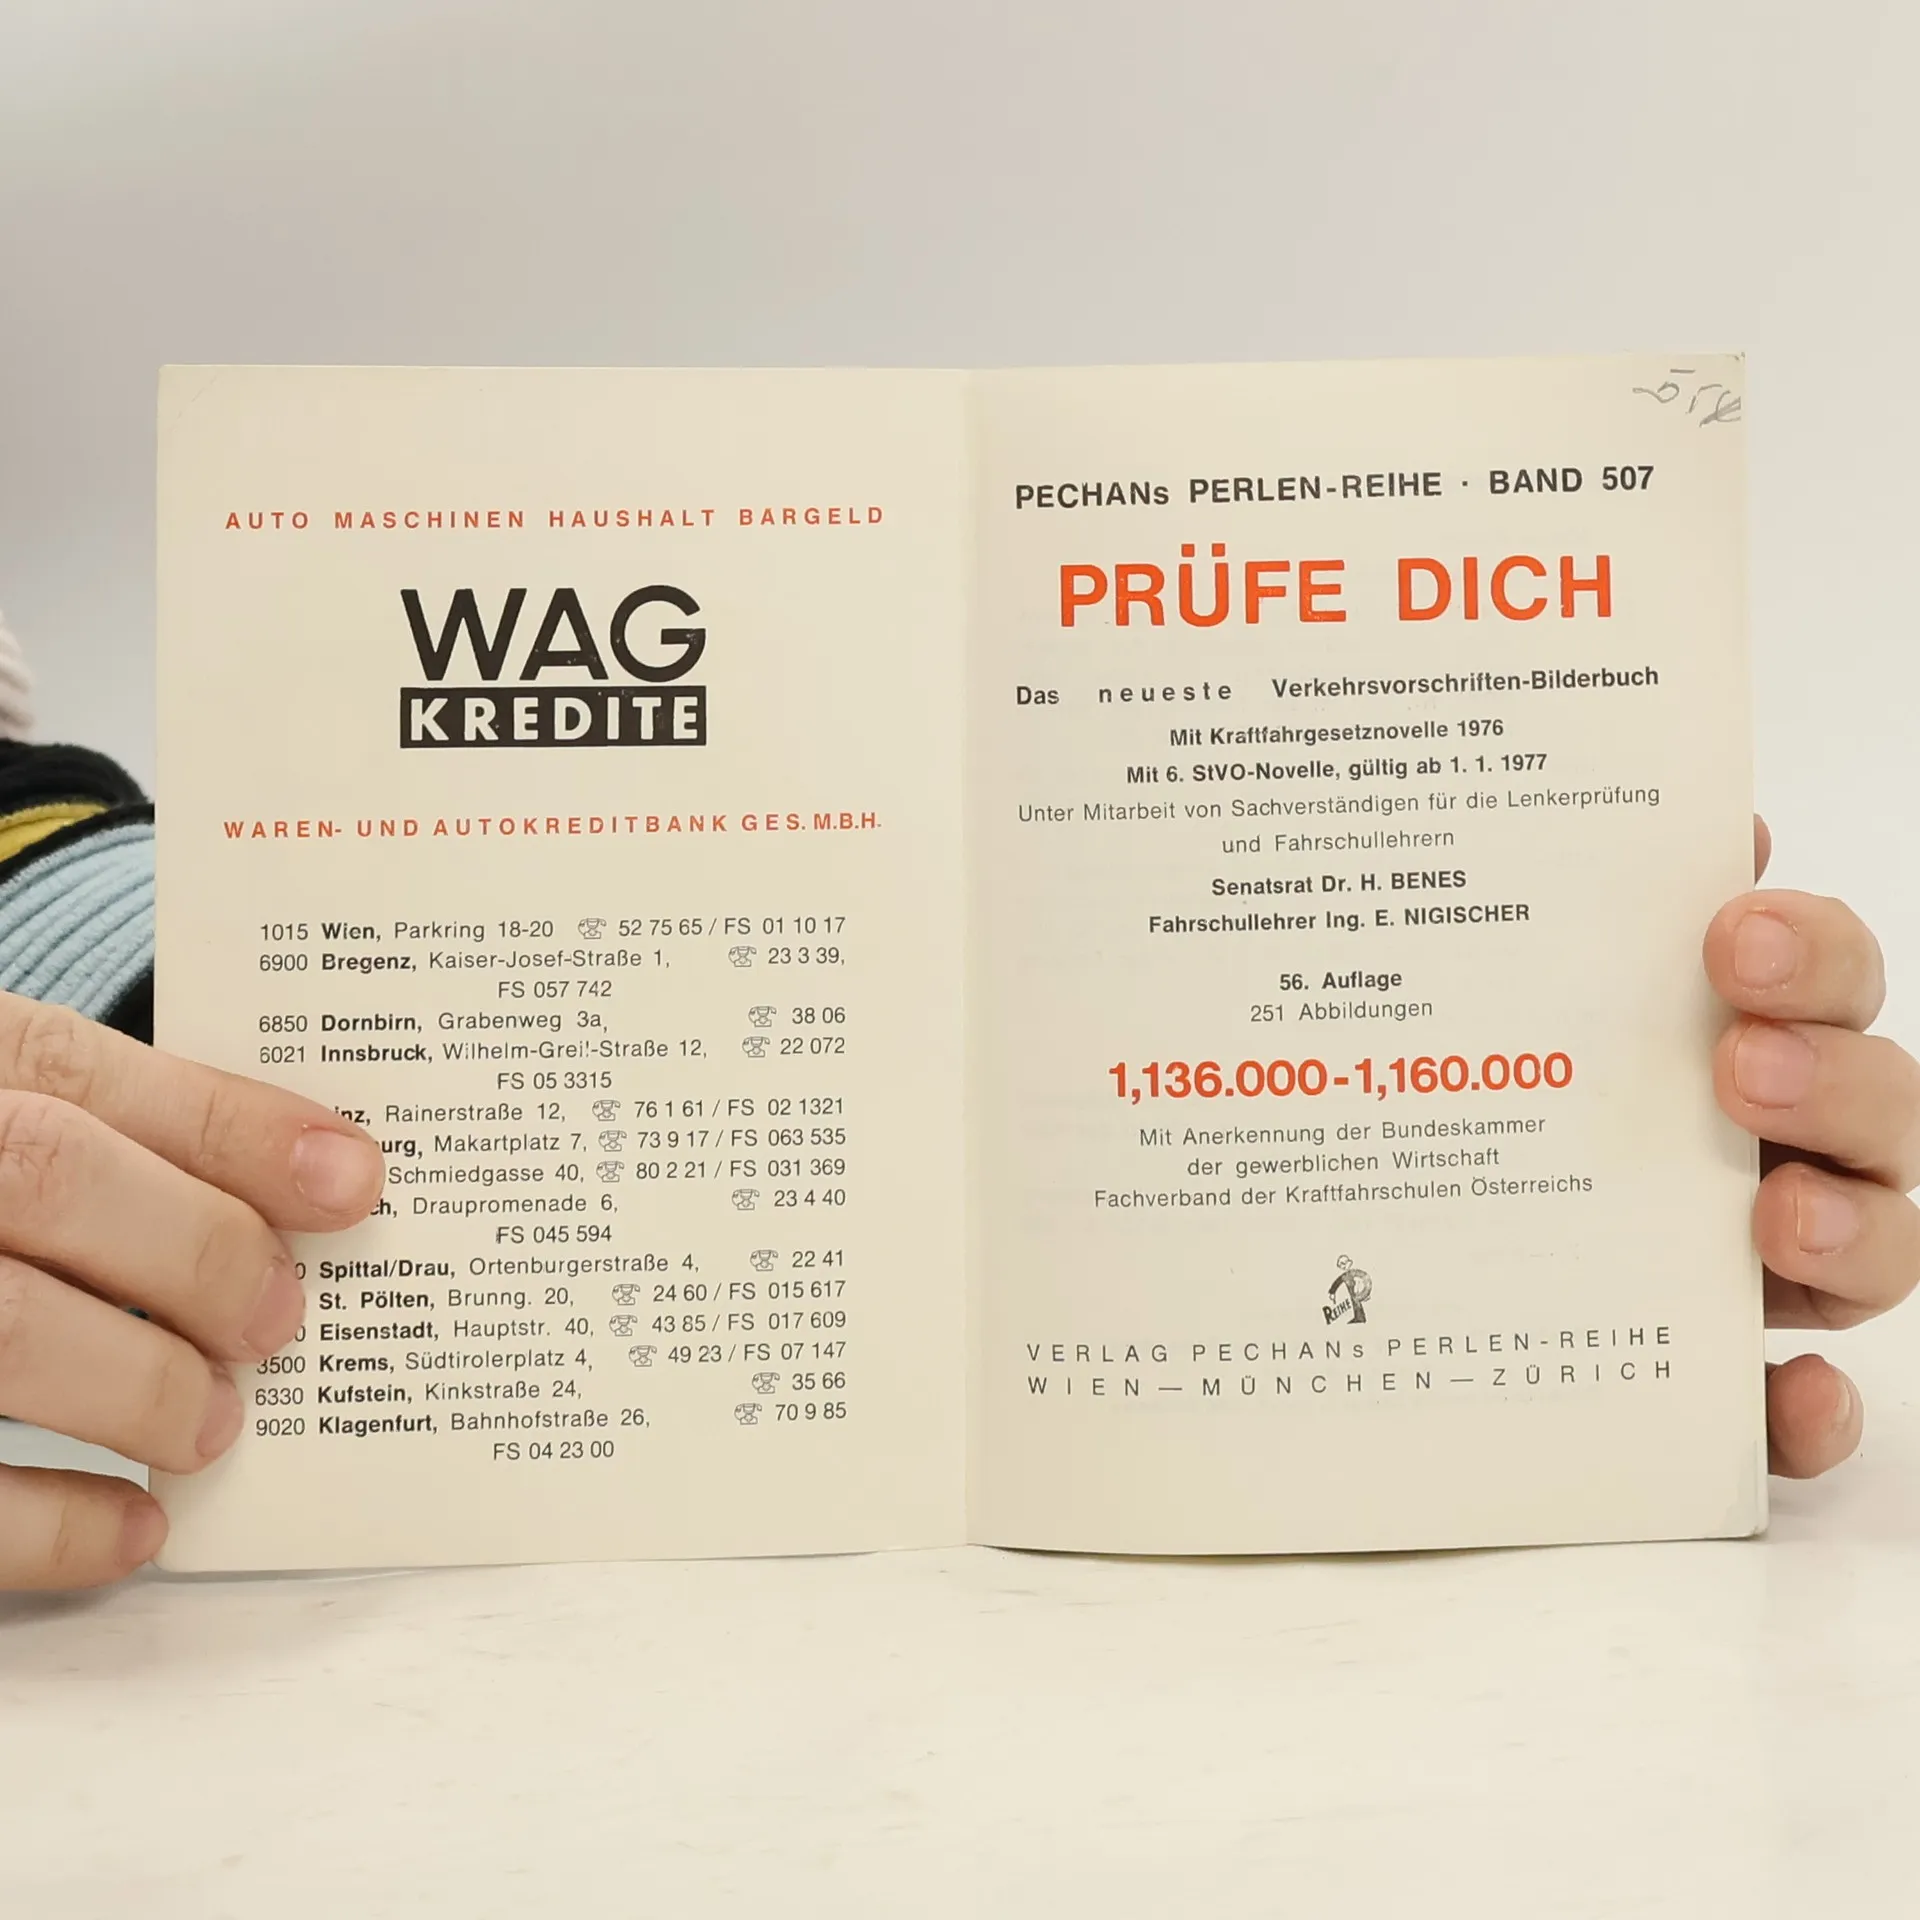 AUTO MASCHINEN HAUSHALT BARGELD
WAG
KREDITE
WAREN- UND AUTOKREDITBANK GES. M.B.H.
1015 Wien, Parkring 18-20 52 75 65 / FS 01 10 17
6900 Bregenz, Kaiser-Josef-Straße 1, 23 3 39,
FS 057 742
6850 Dornbirn, Grabenweg 3a, 38 06
6021 Innsbruck, Wilhelm-Greil-Straße 12, 22 072
FS 05 3315
Rainerstraße 12, 76 1 61 / FS 02 1321
Makartplatz 7, 73 9 17 / FS 063 535
Schmiedgasse 40, 80 2 21 / FS 031 369
Draupromenade 6, 23 4 40
FS 045 594
Spittal/Drau, Ortenburgerstraße 4, 22 41
St. Pölten, Brunng. 20, 24 60 / FS 015 617
Eisenstadt, Hauptstr. 40, 43 85 / FS 017 609
3500 Krems, Südtirolerplatz 4, 49 23 / FS 07 147
6330 Kufstein, Kinkstraße 24, 35 66
9020 Klagenfurt, Bahnhofstraße 26, 70 9 85
FS 04 23 00
PECHANs PERLEN-REIHE · BAND 507
PRÜFE DICH
Das neueste Verkehrsvorschriften-Bilderbuch
Mit Kraftfahrgesetznovelle 1976
Mit 6. StVO-Novelle, gültig ab 1. 1. 1977
Unter Mitarbeit von Sachverständigen für die Lenkerprüfung
und Fahrschullehrern
Senatsrat Dr. H. BENES
Fahrschullehrer Ing. E. NIGISCHER
56. Auflage
251 Abbildungen
1,136.000-1,160.000
Mit Anerkennung der Bundeskammer
der gewerblichen Wirtschaft
Fachverband der Kraftfahrschulen Österreichs
REIHE
VERLAG PECHANs PERLEN-REIHE
WIEN — MÜNCHEN — ZÜRICH